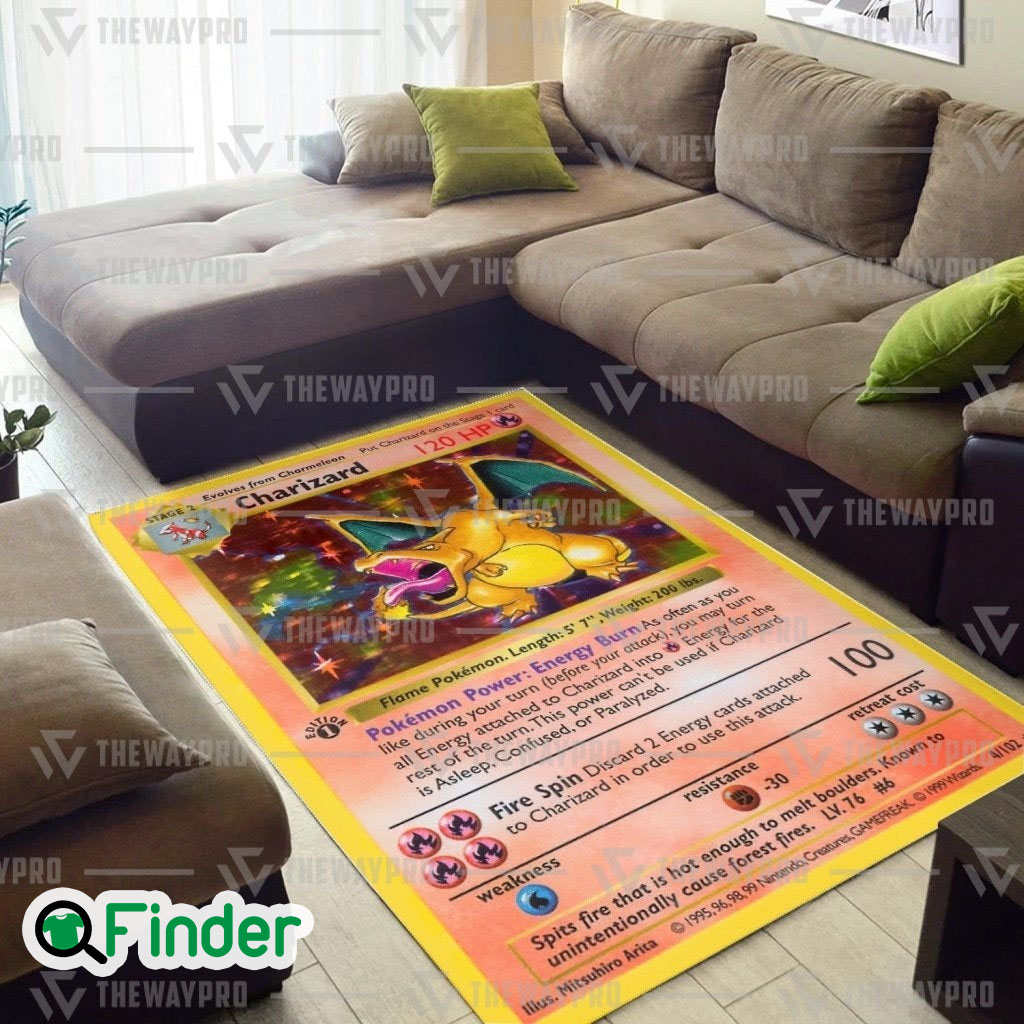 THEWAYPRO
Evolves from Charmeleon Put Charizard on the Stage 1 card
Charizard 120 HP
STAGE 2
Flame Pokémon. Length: 5' 7", Weight: 200 lbs.
EDITION
1
Pokémon Power: Energy Burn As often as you
like during your turn (before your attack), you may turn
all Energy attached to Charizard into Energy for the
rest of the turn. This power can't be used if Charizard
is Asleep, Confused, or Paralyzed.
Fire Spin Discard 2 Energy cards attached
to Charizard in order to use this attack.
100
weakness
resistance
-30
retreat cost
Spits fire that is hot enough to melt boulders. Known to
unintentionally cause forest fires. LV. 76 #6
Illus. Mitsuhiro Arita
© 1995, 96, 98, 99 Nintendo, Creatures, GAMEFREAK. © 1999 Wizards. 4/102
Finder